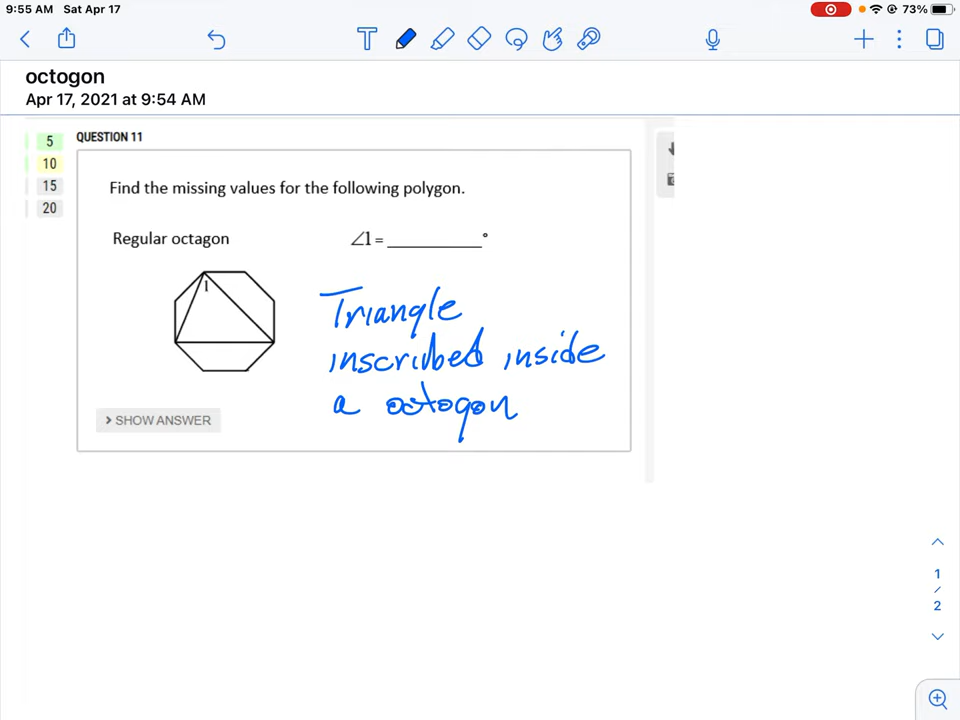 9:55 AM Sat Apr 17
73%
octogon
Apr 17, 2021 at 9:54 AM
5
10
15
20
QUESTION 11
Find the missing values for the following polygon.
Regular octagon
∠1 = __________ °
1
Triangle
inscribed inside
a octogon
> SHOW ANSWER
1
/
2